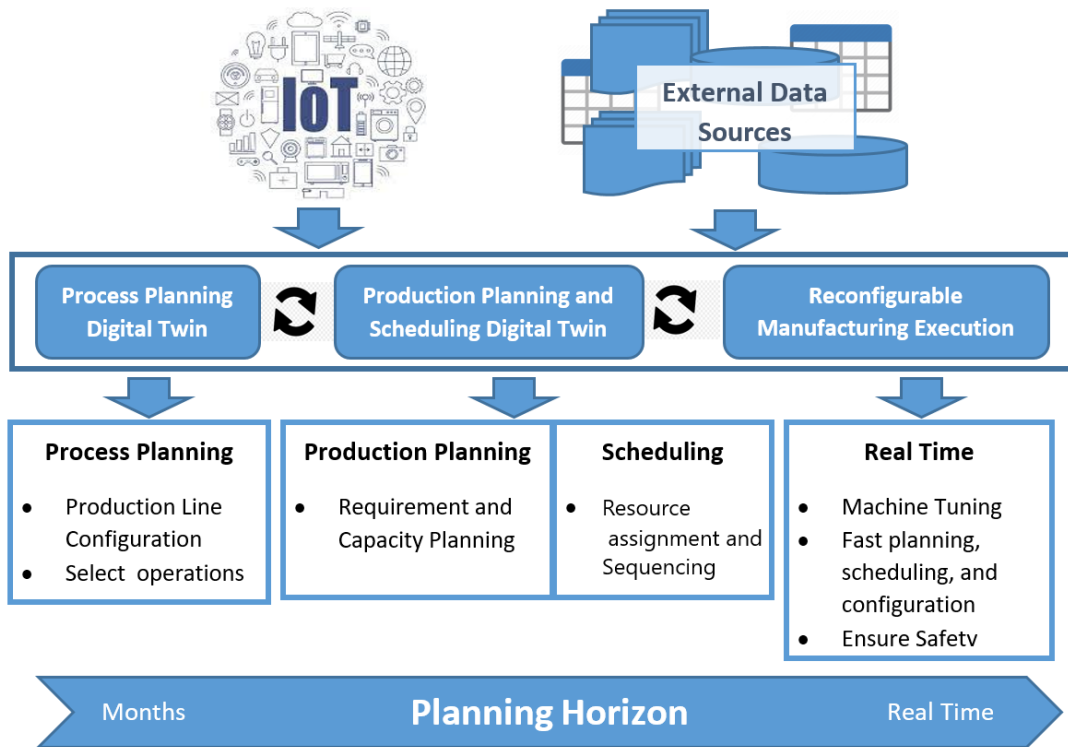 IoT
External Data
Sources
Process Planning
Digital Twin
Production Planning and
Scheduling Digital Twin
Reconfigurable
Manufacturing Execution
Process Planning
• Production Line
Configuration
• Select operations
Production Planning
• Requirement and
Capacity Planning
Scheduling
• Resource
assignment and
Sequencing
Real Time
• Machine Tuning
• Fast planning,
scheduling, and
configuration
• Ensure Safety
Months
Planning Horizon
Real Time